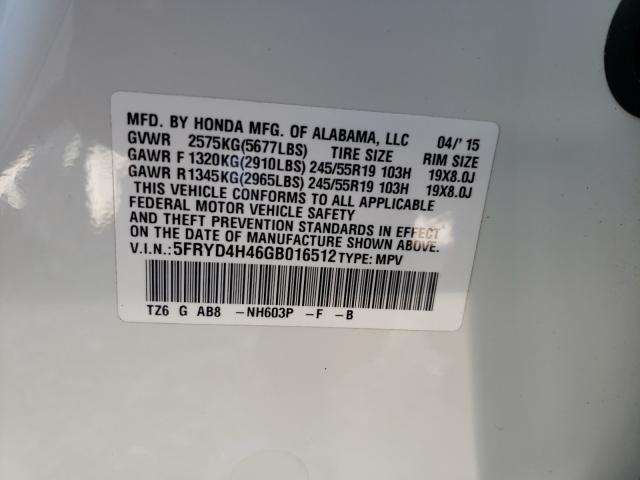 MFD. BY HONDA MFG. OF ALABAMA, LLC 04/'15
GVWR 2575KG(5677LBS) TIRE SIZE RIM SIZE
GAWR F 1320KG(2910LBS) 245/55R19 103H 19X8.0J
GAWR R1345KG(2965LBS) 245/55R19 103H 19X8.0J
THIS VEHICLE CONFORMS TO ALL APPLICABLE
FEDERAL MOTOR VEHICLE SAFETY
AND THEFT PREVENTION STANDARDS IN EFFECT
ON THE DATE OF MANUFACTURE SHOWN ABOVE.
V.I.N.:5FRYD4H46GB016512 TYPE: MPV
TZ6 G AB8 -NH603P -F -B